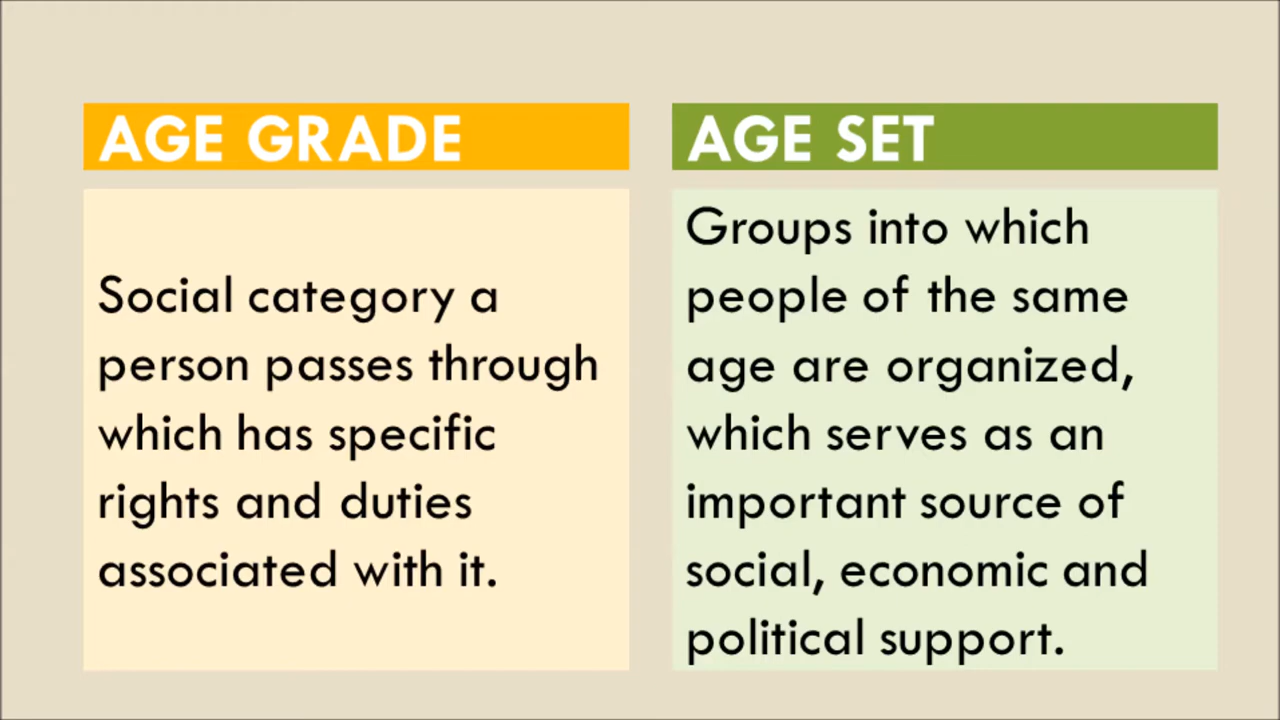 AGE GRADE
Social category a
person passes through
which has specific
rights and duties
associated with it.
AGE SET
Groups into which
people of the same
age are organized,
which serves as an
important source of
social, economic and
political support.